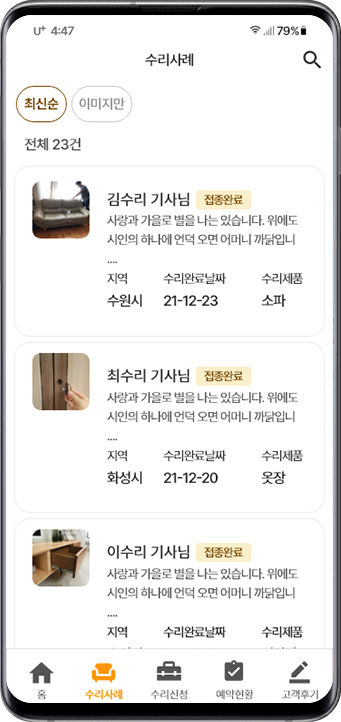 U+ 4:47 79%
수리사례
최신순 이미지만
전체 23건
김수리 기사님 접종완료
사랑과 가을로 별을 나는 있습니다. 위에도
시인의 하나에 언덕 오면 어머니 까닭입니
....
지역 수리완료날짜 수리제품
수원시 21-12-23 소파
최수리 기사님 접종완료
사랑과 가을로 별을 나는 있습니다. 위에도
시인의 하나에 언덕 오면 어머니 까닭입니
....
지역 수리완료날짜 수리제품
화성시 21-12-20 옷장
이수리 기사님 접종완료
사랑과 가을로 별을 나는 있습니다. 위에도
시인의 하나에 언덕 오면 어머니 까닭입니
....
지역 수리완료날짜 수리제품
홈 수리사례 수리신청 예약현황 고객후기